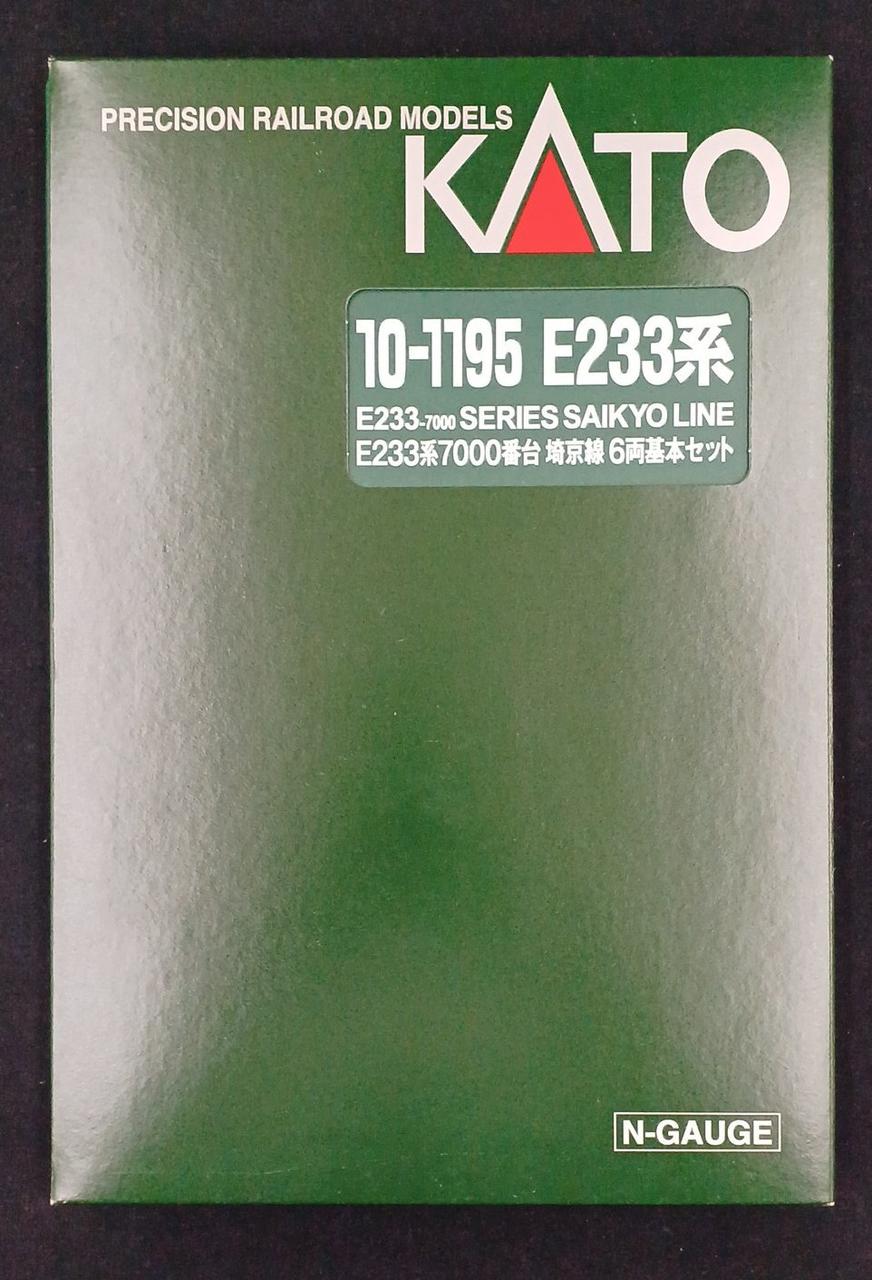 PRECISION RAILROAD MODELS
KATO
10-1195 E233系
E233-7000 SERIES SAIKYO LINE
E233系7000番台 埼京線 6両基本セット
N-GAUGE